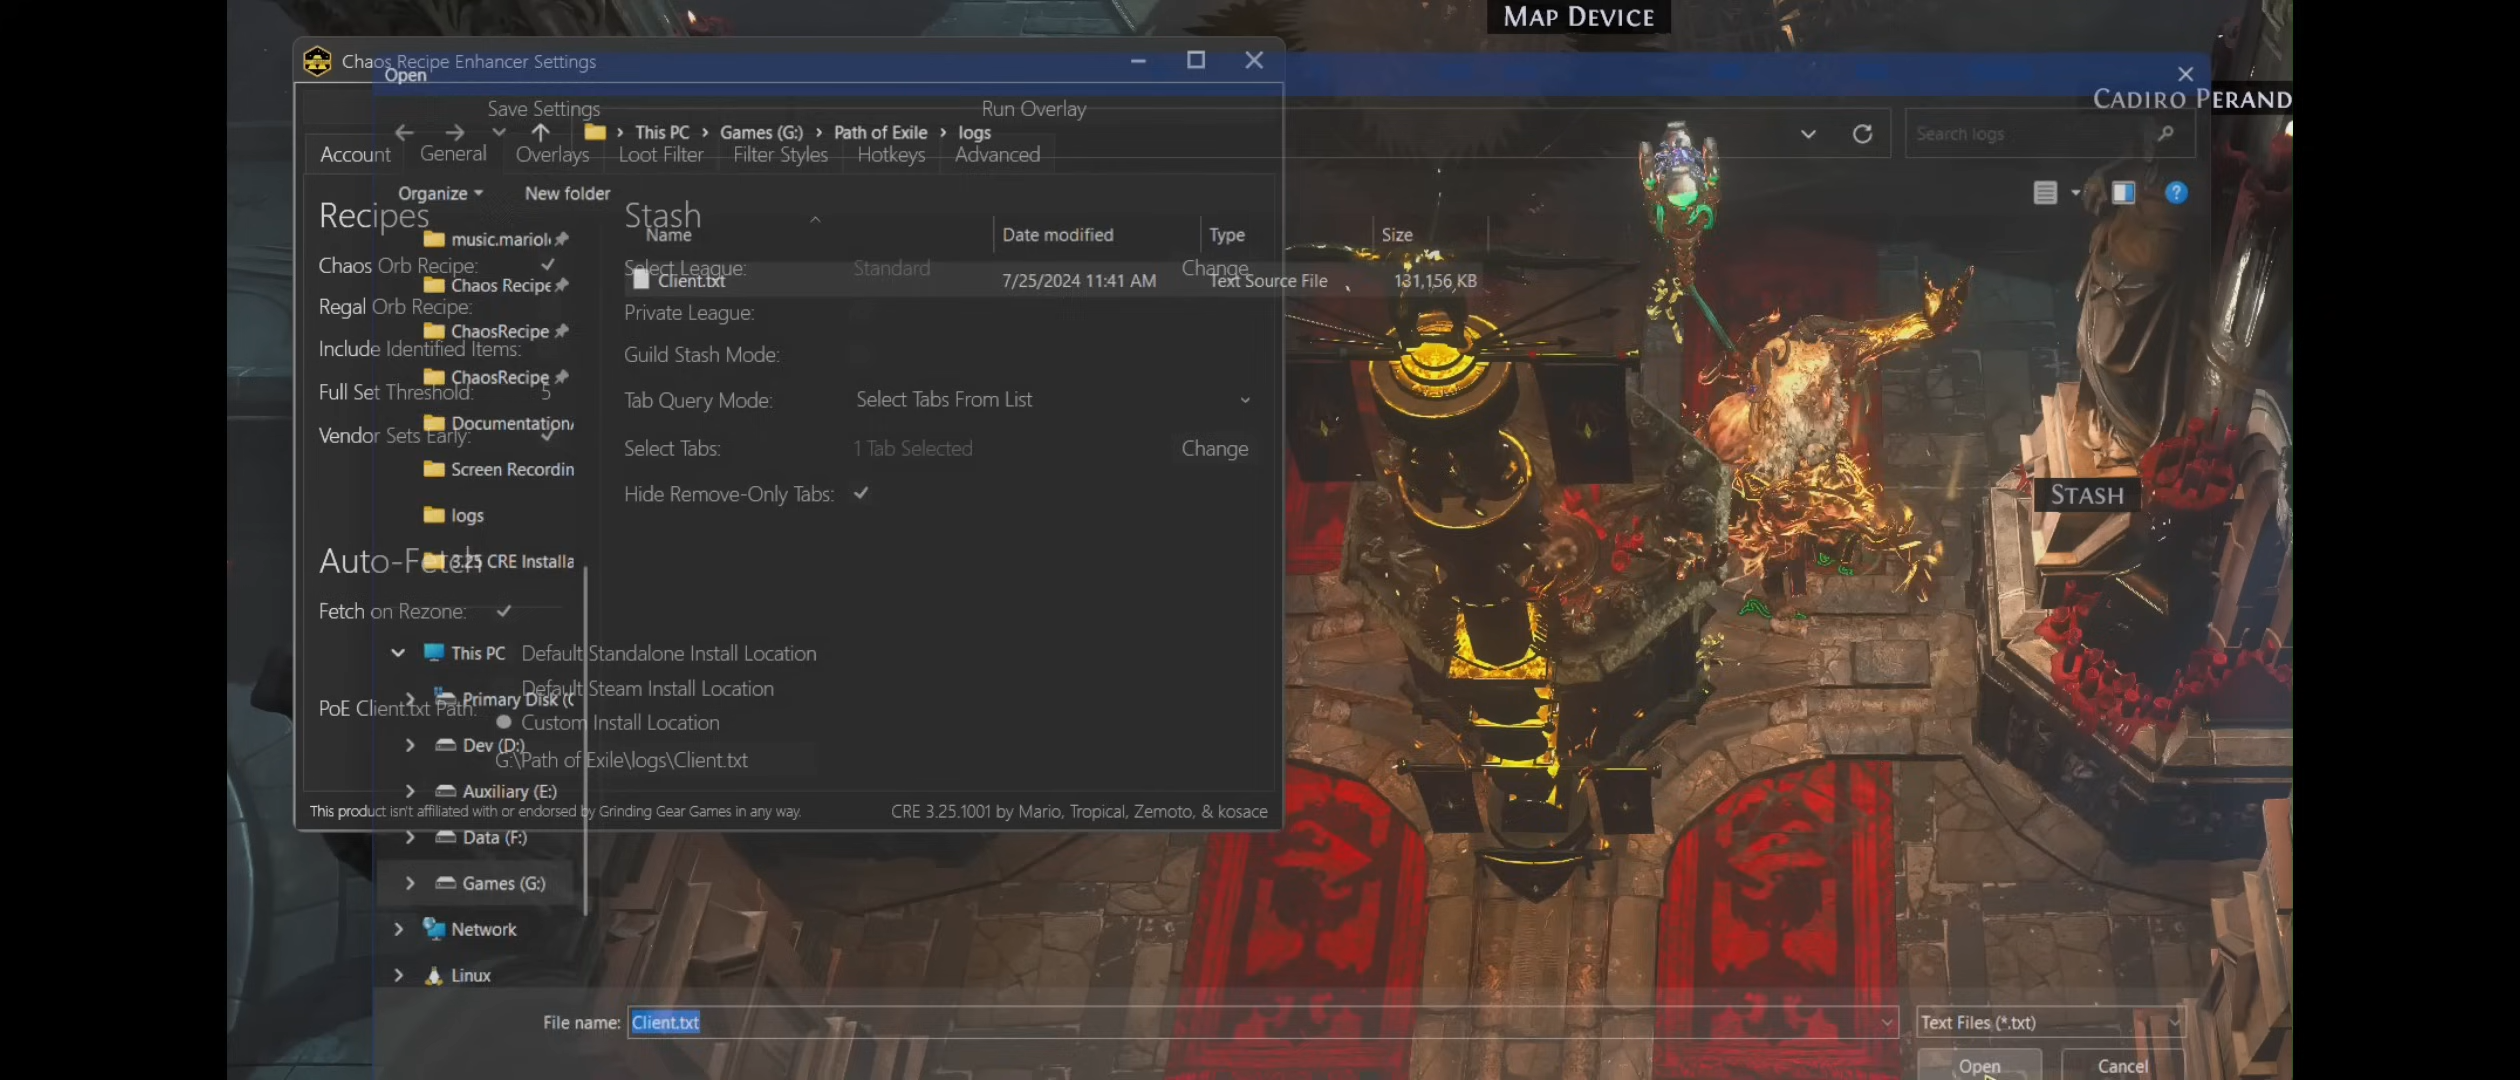 MAP DEVICE
Chaos Recipe Enhancer Settings
Open
CADIRO PERAND
Save Settings
Run Overlay
This PC > Games (G:) > Path of Exile > logs
Search logs
Account General Overlays Loot Filter Filter Styles Hotkeys Advanced
Organize
New folder
Recipes
Stash
Name
Date modified
Type
Size
music.mariol
Chaos Orb Recipe:
Select League:
Standard
Change
Client.txt
7/25/2024 11:41 AM
Text Source File
131,156 KB
Chaos Recipe
Regal Orb Recipe:
Private League:
ChaosRecipe
Include Identified Items:
Guild Stash Mode:
ChaosRecipe
Full Set Threshold:
5
Tab Query Mode:
Select Tabs From List
Documentation
Vendor Sets Early:
Select Tabs:
1 Tab Selected
Change
Screen Recordin
Hide Remove-Only Tabs:
STASH
logs
Auto-Fetch
3.25 CRE Installa
Fetch on Rezone:
This PC
Default Standalone Install Location
Default Steam Install Location
Primary Disk (C
PoE Client.txt Path:
Custom Install Location
Dev (D:)
G:\Path of Exile\logs\Client.txt
Auxiliary (E:)
This product isn't affiliated with or endorsed by Grinding Gear Games in any way.
CRE 3.25.1001 by Mario, Tropical, Zemoto, & kosace
Data (F:)
Games (G:)
Network
Linux
File name:
Client.txt
Text Files (*.txt)
Open
Cancel